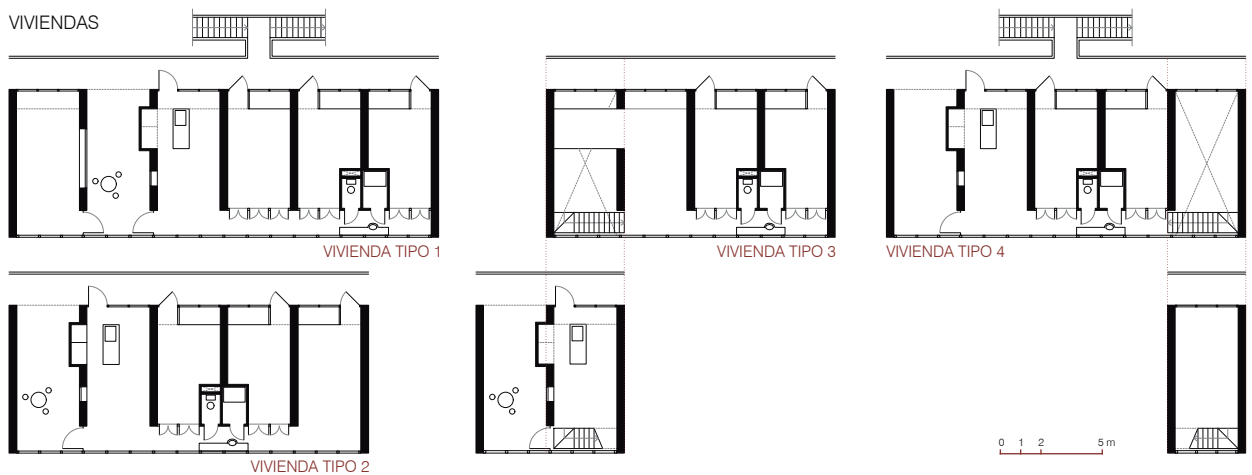 VIVIENDAS
VIVIENDA TIPO 1
VIVIENDA TIPO 3
VIVIENDA TIPO 4
VIVIENDA TIPO 2
0 1 2 5 m